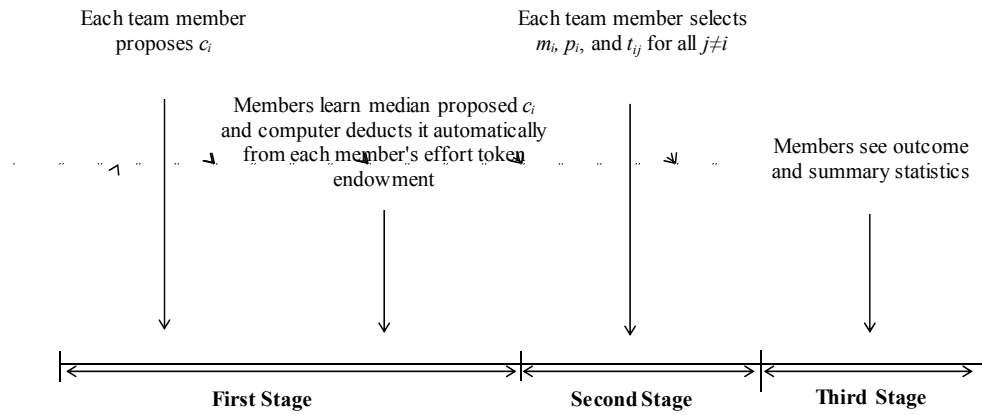 Each team member
proposes cᵢ
Each team member selects
mᵢ, pᵢ, and tᵢⱼ for all j≠i
Members learn median proposed cᵢ
and computer deducts it automatically
from each member's effort token
endowment
Members see outcome
and summary statistics
First Stage
Second Stage
Third Stage